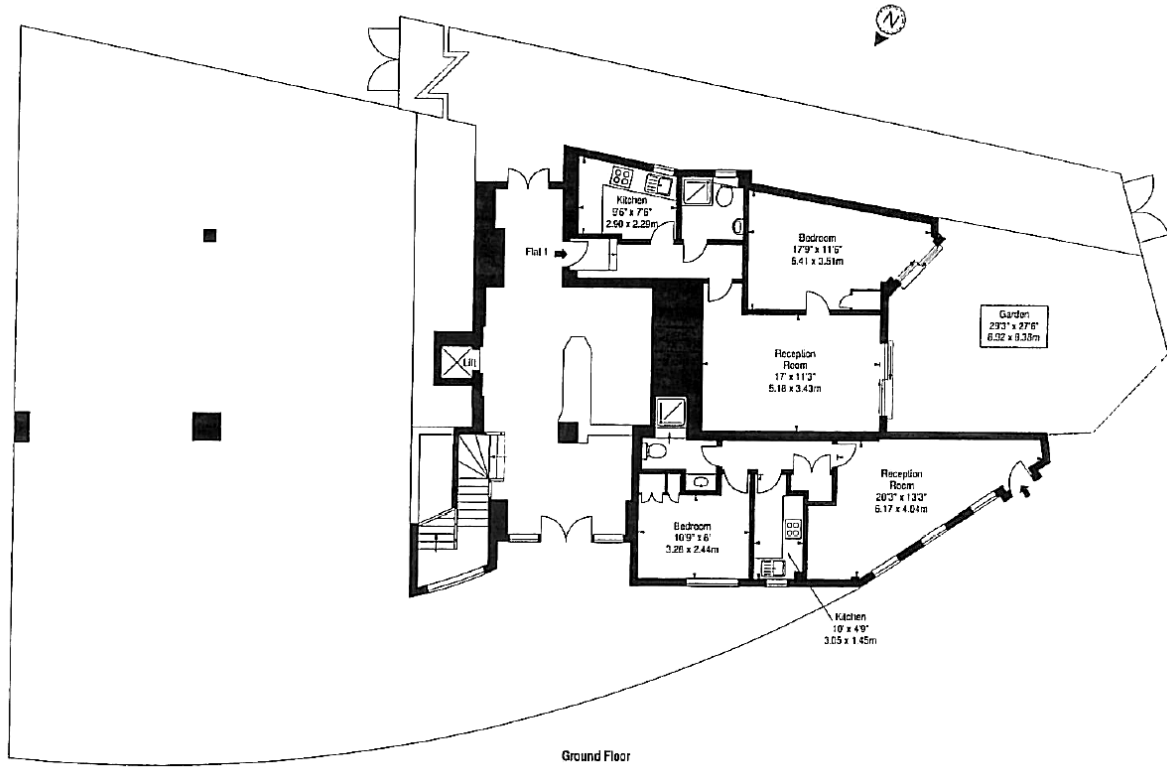 N
Kitchen
9'6" x 7'6"
2.90 x 2.29m
Flat 1
Bedroom
17'9" x 11'6"
5.41 x 3.51m
Garden
29'3" x 27'6"
8.92 x 8.38m
Lift
Reception
Room
17' x 11'3"
5.18 x 3.43m
Reception
Room
20'3" x 13'3"
6.17 x 4.04m
Bedroom
10'9" x 8'
3.28 x 2.44m
Kitchen
10' x 4'9"
3.05 x 1.45m
Ground Floor